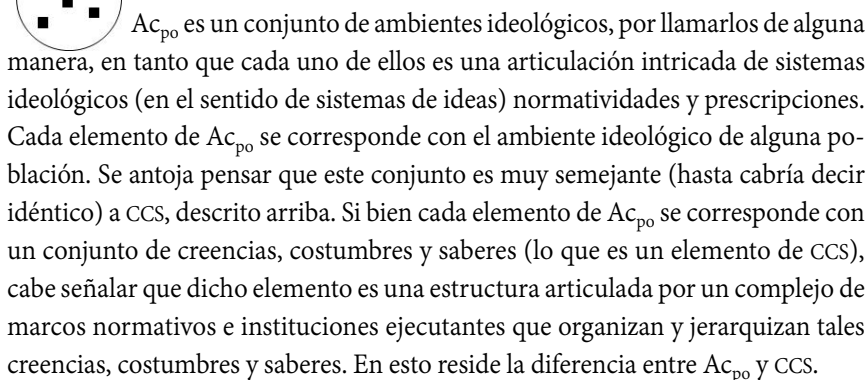 Ac_po es un conjunto de ambientes ideológicos, por llamarlos de alguna
manera, en tanto que cada uno de ellos es una articulación intricada de sistemas
ideológicos (en el sentido de sistemas de ideas) normatividades y prescripciones.
Cada elemento de Ac_po se corresponde con el ambiente ideológico de alguna po-
blación. Se antoja pensar que este conjunto es muy semejante (hasta cabría decir
idéntico) a CCS, descrito arriba. Si bien cada elemento de Ac_po se corresponde con
un conjunto de creencias, costumbres y saberes (lo que es un elemento de CCS),
cabe señalar que dicho elemento es una estructura articulada por un complejo de
marcos normativos e instituciones ejecutantes que organizan y jerarquizan tales
creencias, costumbres y saberes. En esto reside la diferencia entre Ac_po y CCS.